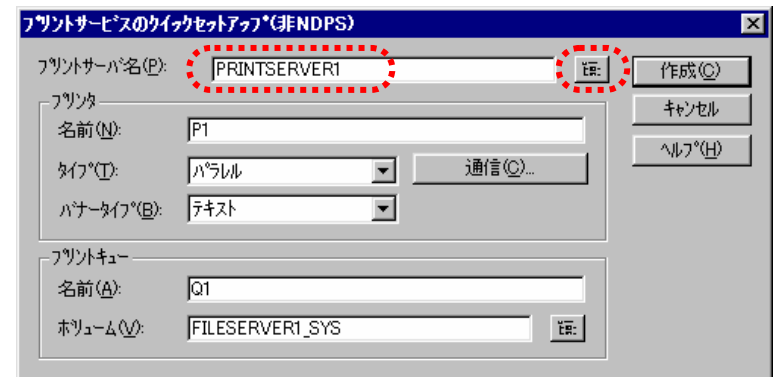 プリントサービスのクイックセットアップ(非NDPS)
プリントサーバ名(P): PRINTSERVER1
作成(C)
プリンタ
キャンセル
名前(N): P1
ヘルプ(H)
タイプ(T): パラレル 通信(C)...
バナータイプ(B): テキスト
プリントキュー
名前(A): Q1
ボリューム(V): FILESERVER1_SYS